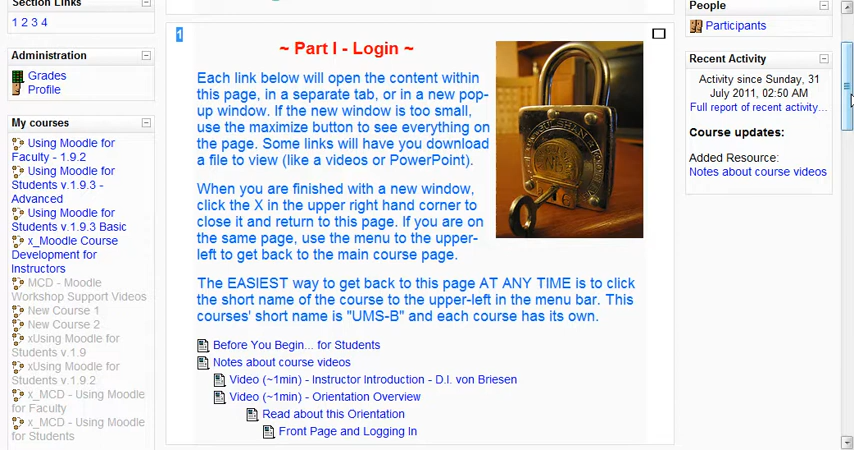 Section Links
1 2 3 4
Administration
Grades
Profile
My courses
Using Moodle for
Faculty - 1.9.2
Using Moodle for
Students v.1.9.3 -
Advanced
Using Moodle for
Students v.1.9.3 Basic
x_Moodle Course
Development for
Instructors
MCD - Moodle
Workshop Support Videos
New Course 1
New Course 2
xUsing Moodle for
Students v.1.9
xUsing Moodle for
Students v.1.9.2
x_MCD - Using Moodle
for Faculty
x_MCD - Using Moodle
for Students
1
~ Part I - Login ~
Each link below will open the content within
this page, in a separate tab, or in a new pop-
up window. If the new window is too small,
use the maximize button to see everything on
the page. Some links will have you download
a file to view (like a videos or PowerPoint).
When you are finished with a new window,
click the X in the upper right hand corner to
close it and return to this page. If you are on
the same page, use the menu to the upper-
left to get back to the main course page.
The EASIEST way to get back to this page AT ANY TIME is to click
the short name of the course to the upper-left in the menu bar. This
courses' short name is "UMS-B" and each course has its own.
Before You Begin... for Students
Notes about course videos
Video (~1min) - Instructor Introduction - D.I. von Briesen
Video (~1min) - Orientation Overview
Read about this Orientation
Front Page and Logging In
People
Participants
Recent Activity
Activity since Sunday, 31
July 2011, 02:50 AM
Full report of recent activity...
Course updates:
Added Resource:
Notes about course videos